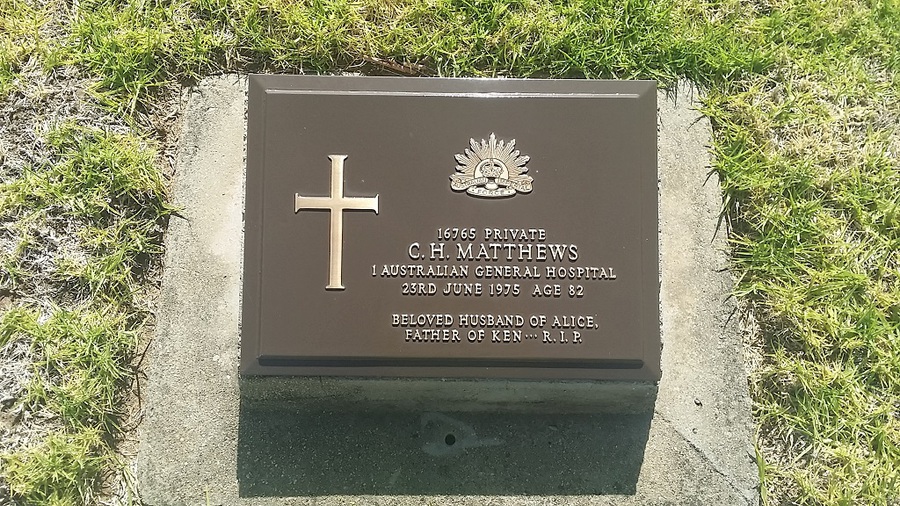 16765 PRIVATE
C. H. MATTHEWS
1 AUSTRALIAN GENERAL HOSPITAL
23RD JUNE 1975 AGE 82
BELOVED HUSBAND OF ALICE,
FATHER OF KEN··· R. I. P.